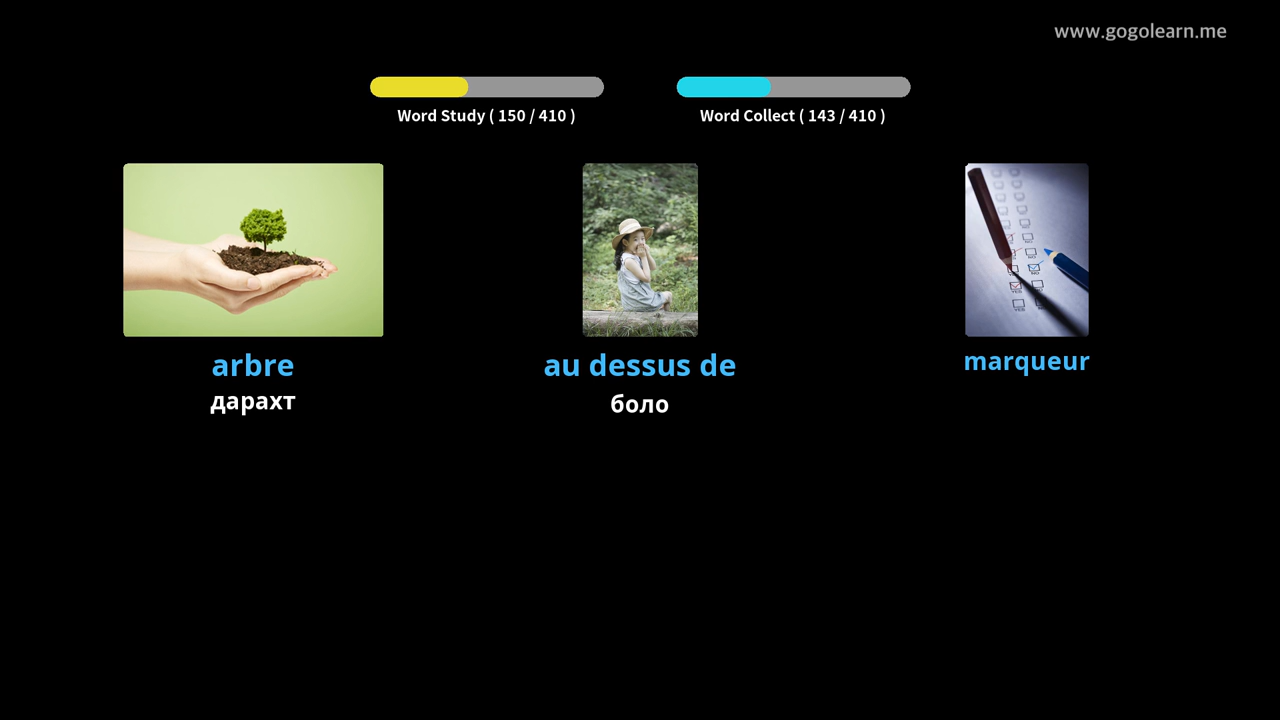 www.gogolearn.me
Word Study ( 150 / 410 )
Word Collect ( 143 / 410 )
arbre
дарахт
au dessus de
боло
marqueur